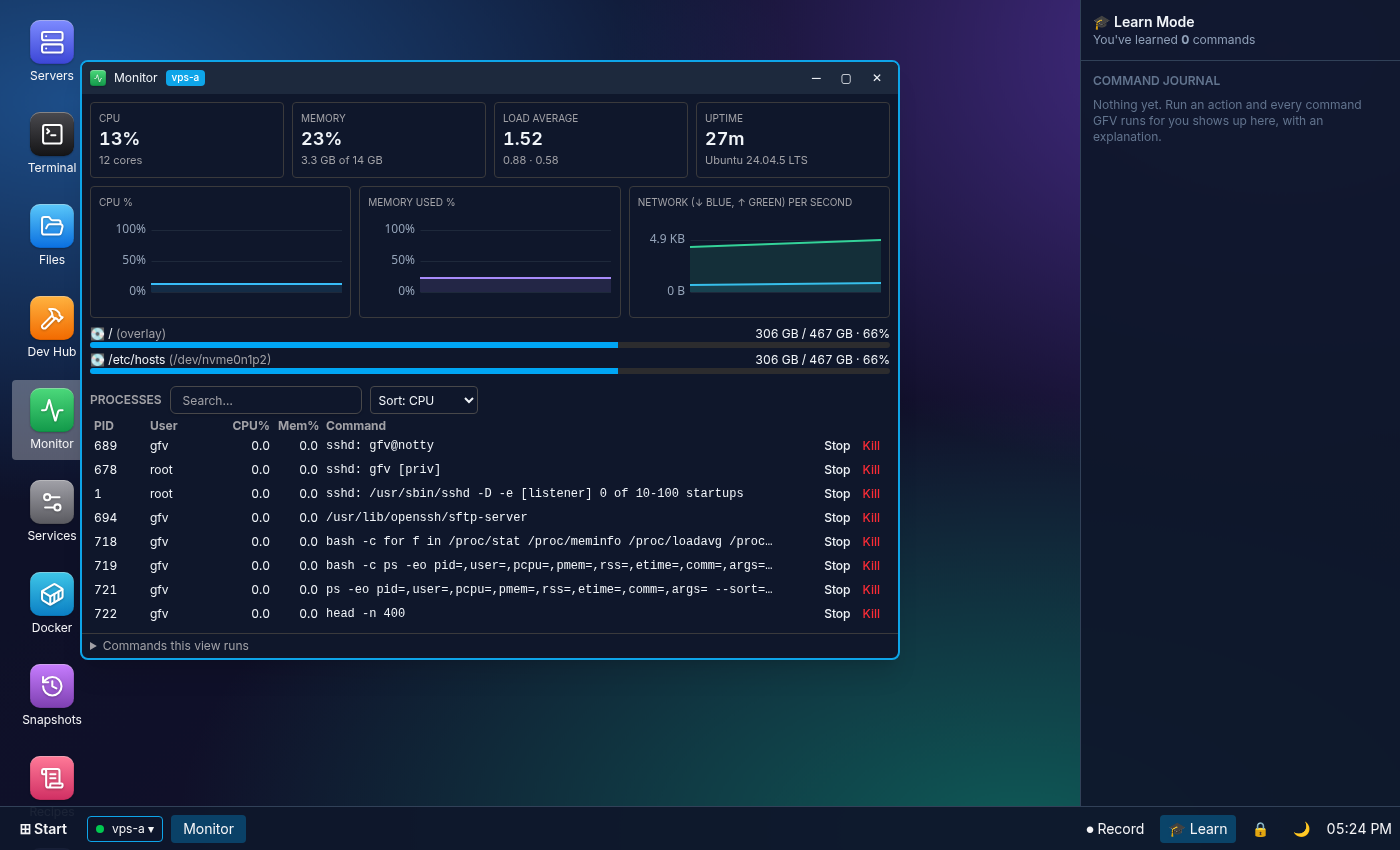 Servers
Terminal
Files
Dev Hub
Monitor
Services
Docker
Snapshots
Recipes
Monitor vps-a
CPU
13%
12 cores
MEMORY
23%
3.3 GB of 14 GB
LOAD AVERAGE
1.52
0.88 · 0.58
UPTIME
27m
Ubuntu 24.04.5 LTS
CPU %
100%
50%
0%
MEMORY USED %
100%
50%
0%
NETWORK (↓ BLUE, ↑ GREEN) PER SECOND
4.9 KB
0 B
/ (overlay) 306 GB / 467 GB · 66%
/etc/hosts (/dev/nvme0n1p2) 306 GB / 467 GB · 66%
PROCESSES Search... Sort: CPU
PID User CPU% Mem% Command
689 gfv 0.0 0.0 sshd: gfv@notty Stop Kill
678 root 0.0 0.0 sshd: gfv [priv] Stop Kill
1 root 0.0 0.0 sshd: /usr/sbin/sshd -D -e [listener] 0 of 10-100 startups Stop Kill
694 gfv 0.0 0.0 /usr/lib/openssh/sftp-server Stop Kill
718 gfv 0.0 0.0 bash -c for f in /proc/stat /proc/meminfo /proc/loadavg /proc… Stop Kill
719 gfv 0.0 0.0 bash -c ps -eo pid=,user=,pcpu=,pmem=,rss=,etime=,comm=,args=… Stop Kill
721 gfv 0.0 0.0 ps -eo pid=,user=,pcpu=,pmem=,rss=,etime=,comm=,args= --sort=… Stop Kill
722 gfv 0.0 0.0 head -n 400 Stop Kill
Commands this view runs
Learn Mode
You've learned 0 commands
COMMAND JOURNAL
Nothing yet. Run an action and every command
GFV runs for you shows up here, with an
explanation.
Start vps-a Monitor Record Learn 05:24 PM